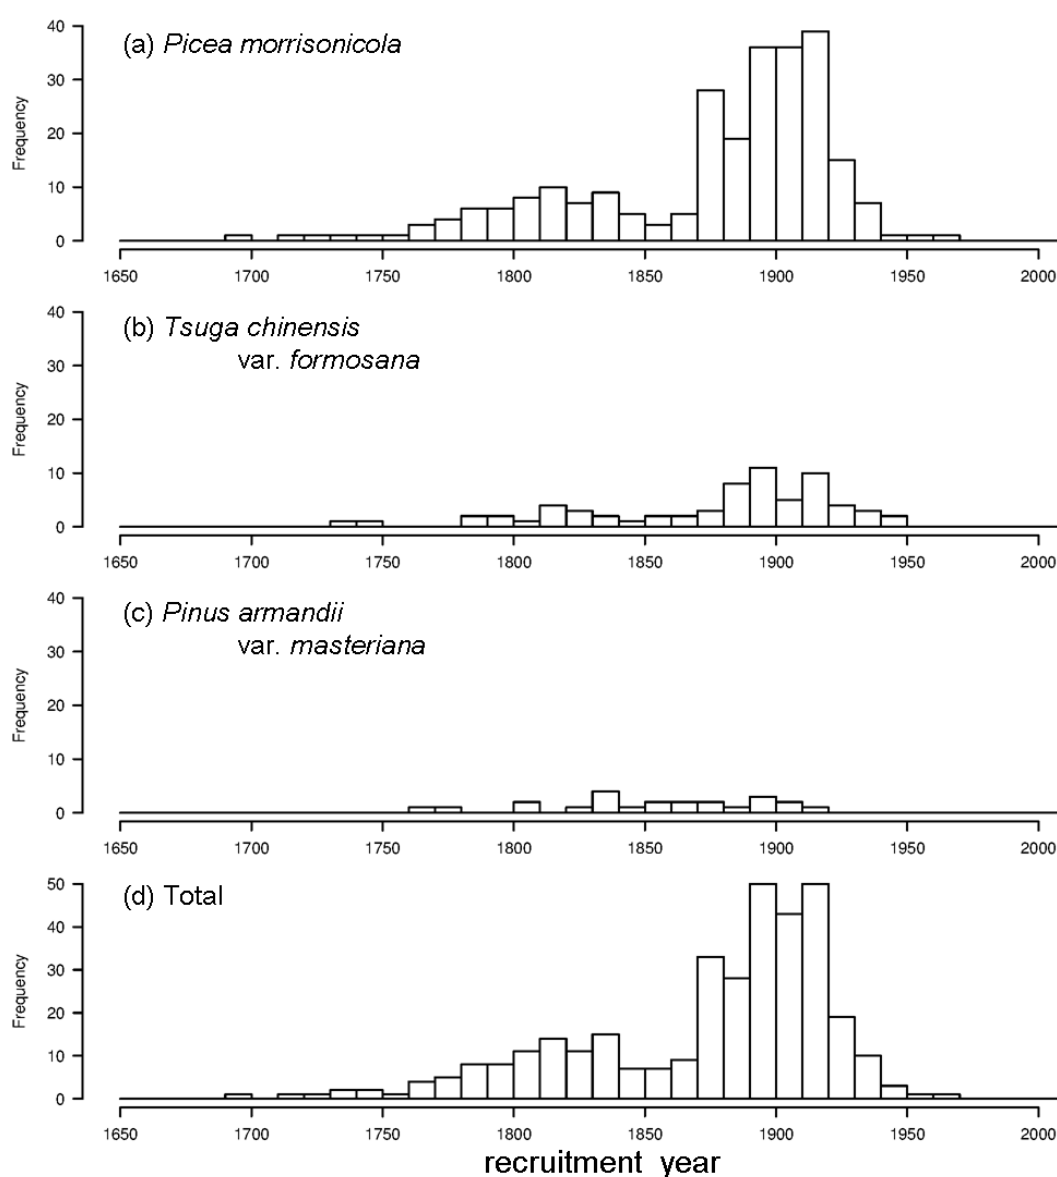 (a) Picea morrisonicola
Frequency
40
30
20
10
0
1650 1700 1750 1800 1850 1900 1950 2000
(b) Tsuga chinensis
var. formosana
Frequency
40
30
20
10
0
1650 1700 1750 1800 1850 1900 1950 2000
(c) Pinus armandii
var. masteriana
Frequency
40
30
20
10
0
1650 1700 1750 1800 1850 1900 1950 2000
(d) Total
Frequency
50
40
30
20
10
0
1650 1700 1750 1800 1850 1900 1950 2000
recruitment year